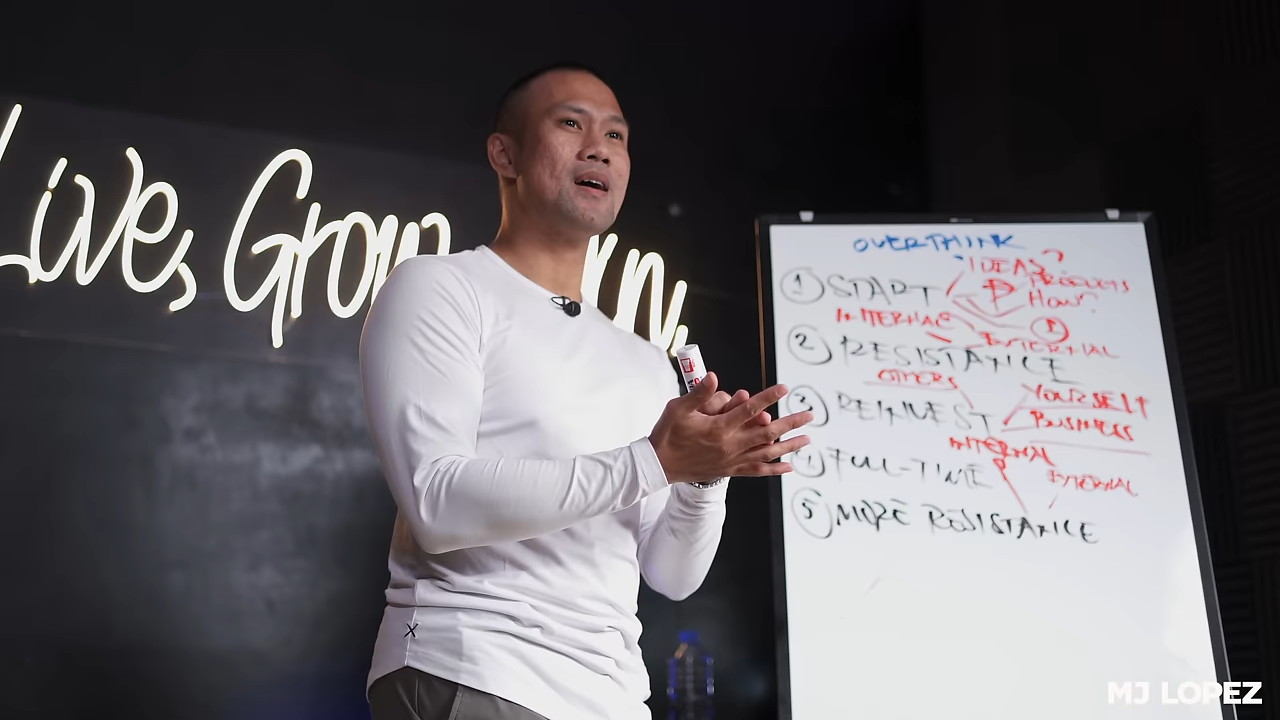 Live, Grow,
OVERTHINK
• IDEAS?
① START
P PRODUCTS
HOW?
INTERNAL
EXTERNAL
② RESISTANCE
OTHERS
YOURSELF
③ REINVEST
BUSINESS
INTERNAL
FULL-TIME
EXTERNAL
⑤ MORE RESISTANCE
MJ LOPEZ